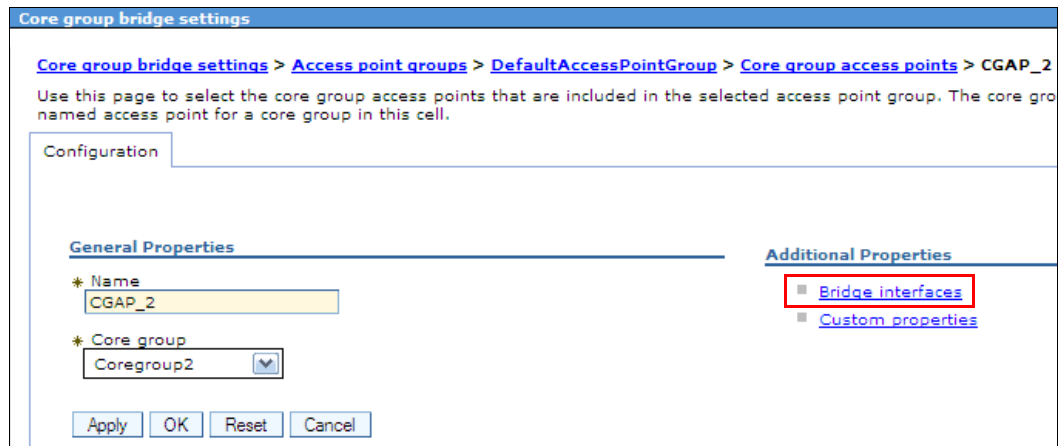 Core group bridge settings
Core group bridge settings > Access point groups > DefaultAccessPointGroup > Core group access points > CGAP_2
Use this page to select the core group access points that are included in the selected access point group. The core gro
named access point for a core group in this cell.
Configuration
General Properties
* Name
CGAP_2
* Core group
Coregroup2
Apply OK Reset Cancel
Additional Properties
Bridge interfaces
Custom properties